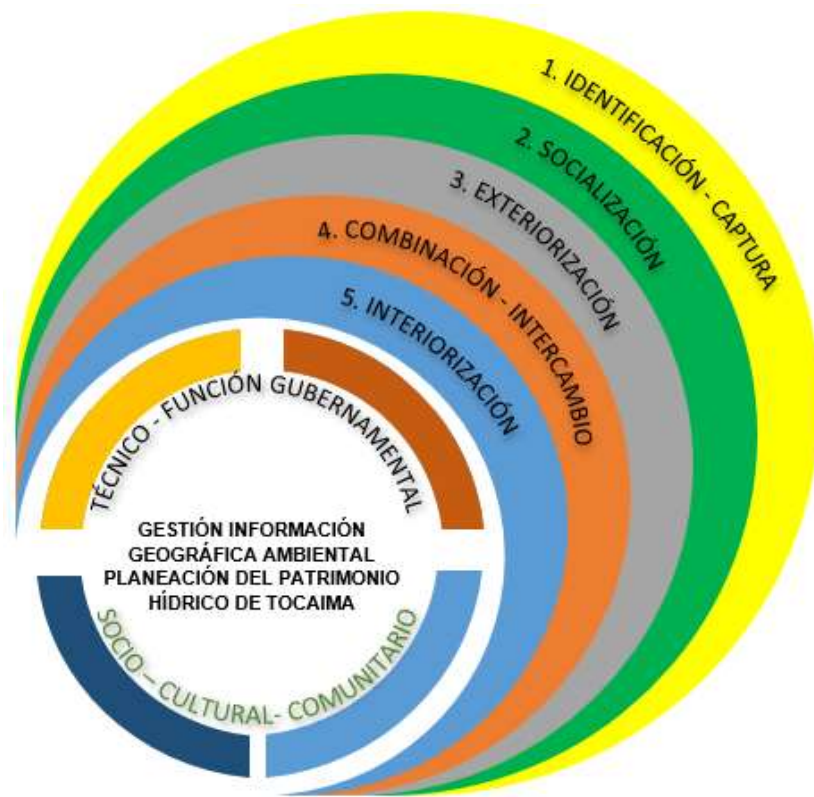 1. IDENTIFICACIÓN - CAPTURA
2. SOCIALIZACIÓN
3. EXTERIORIZACIÓN
4. COMBINACIÓN - INTERCAMBIO
5. INTERIORIZACIÓN
TÉCNICO - FUNCIÓN GUBERNAMENTAL
GESTIÓN INFORMACIÓN
GEOGRÁFICA AMBIENTAL
PLANEACIÓN DEL PATRIMONIO
HÍDRICO DE TOCAIMA
SOCIO – CULTURAL- COMUNITARIO